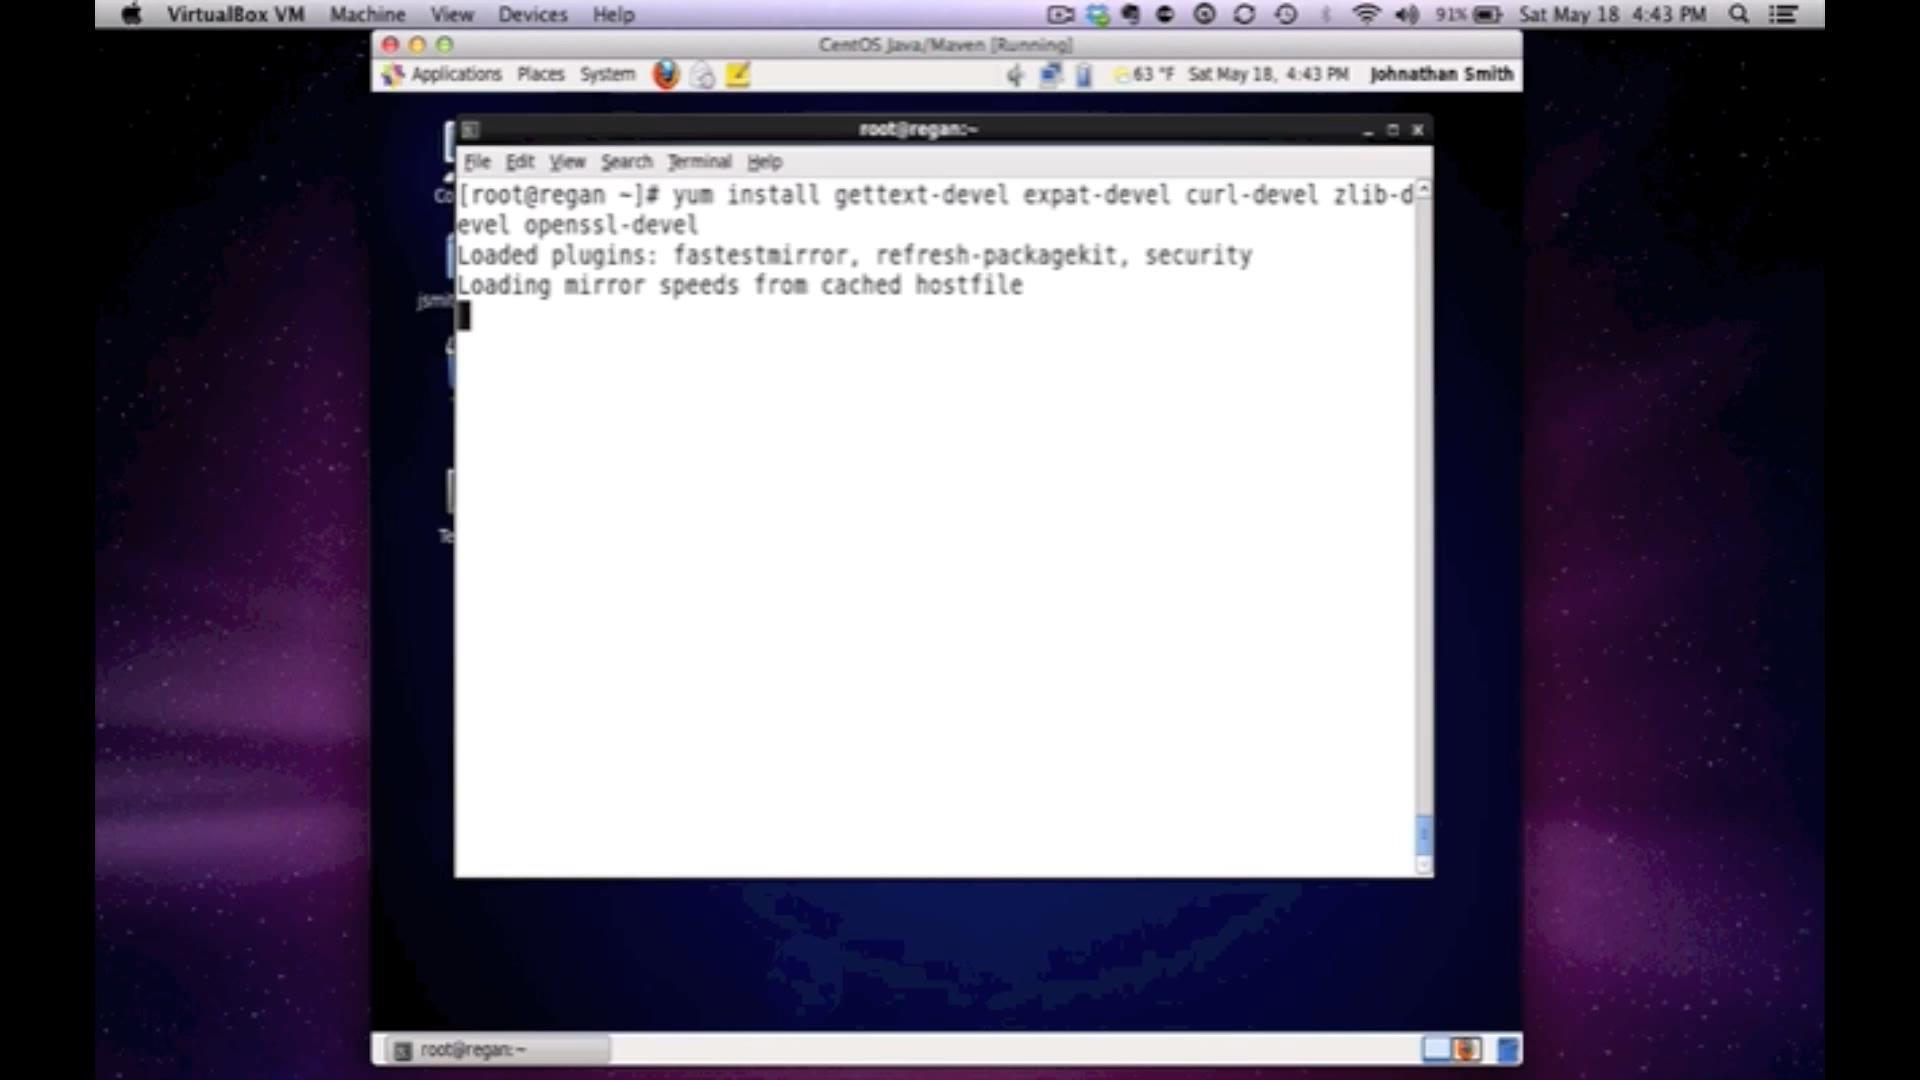 VirtualBox VM Machine View Devices Help 91% Sat May 18 4:43 PM
CentOS Java/Maven [Running]
Applications Places System 63 °F Sat May 18, 4:43 PM Johnathan Smith
root@regan:~
File Edit View Search Terminal Help
[root@regan ~]# yum install gettext-devel expat-devel curl-devel zlib-d
evel openssl-devel
Loaded plugins: fastestmirror, refresh-packagekit, security
Loading mirror speeds from cached hostfile
root@regan:~